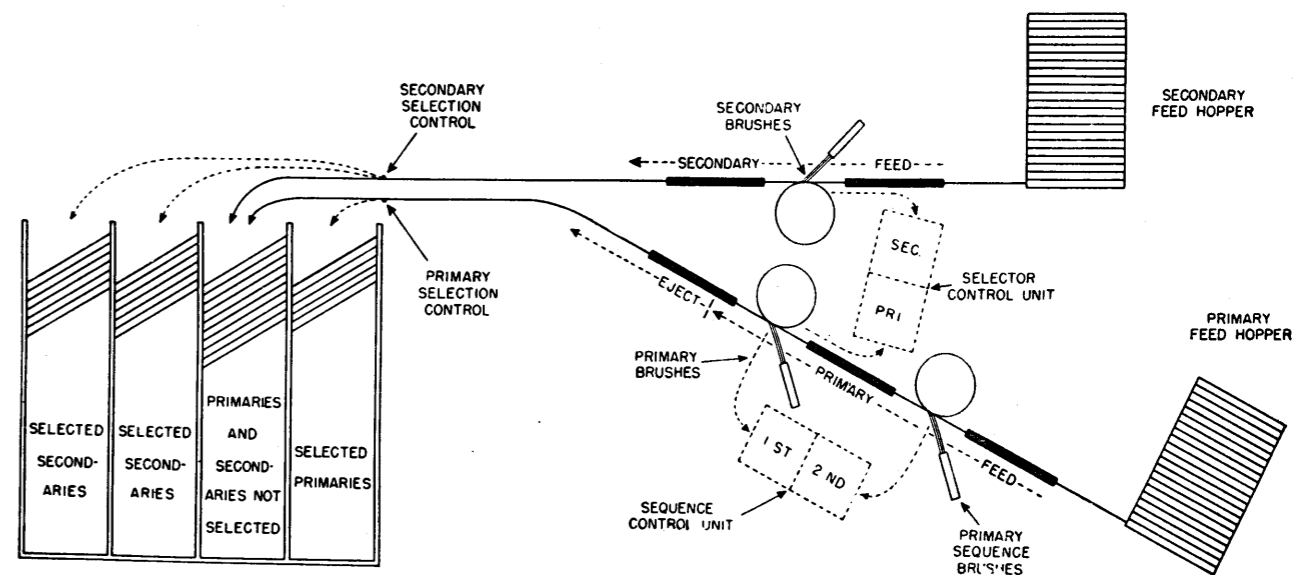 SECONDARY
SELECTION
CONTROL
SECONDARY
BRUSHES
SECONDARY
FEED HOPPER
SECONDARY FEED
SEC.
PRI
SELECTOR
CONTROL UNIT
PRIMARY
SELECTION
CONTROL
EJECT
PRIMARY
BRUSHES
PRIMARY
FEED
PRIMARY
FEED HOPPER
1 ST
2 ND
SEQUENCE
CONTROL UNIT
PRIMARY
SEQUENCE
BRUSHES
SELECTED
SECOND-
ARIES
SELECTED
SECOND-
ARIES
PRIMARIES
AND
SECOND-
ARIES NOT
SELECTED
SELECTED
PRIMARIES